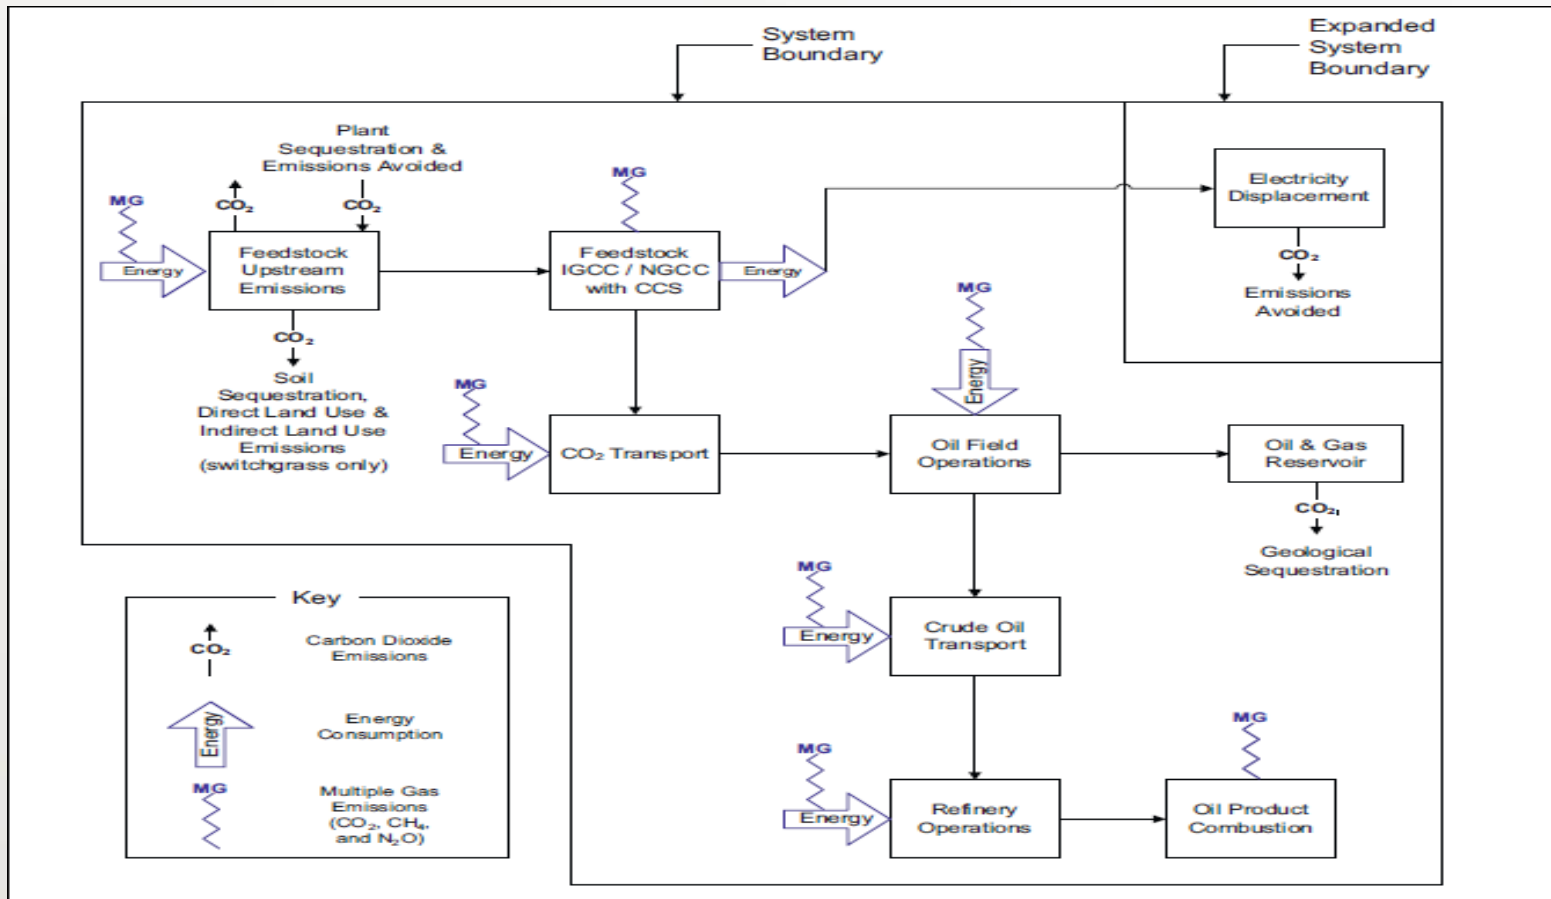 System
Boundary
Expanded
System
Boundary
Plant
Sequestration &
Emissions Avoided
MG
CO₂
CO₂
MG
Energy
Feedstock
Upstream
Emissions
Feedstock
IGCC / NGCC
with CCS
Energy
Electricity
Displacement
CO₂
Emissions
Avoided
CO₂
Soil
Sequestration,
Direct Land Use &
Indirect Land Use
Emissions
(switchgrass only)
MG
Energy
MG
Energy
CO₂ Transport
Oil Field
Operations
Oil & Gas
Reservoir
CO₂,
Geological
Sequestration
MG
Energy
Crude Oil
Transport
MG
Energy
Refinery
Operations
MG
Oil Product
Combustion
Key
CO₂
Carbon Dioxide
Emissions
Energy
Energy
Consumption
MG
Multiple Gas
Emissions
(CO₂, CH₄,
and N₂O)